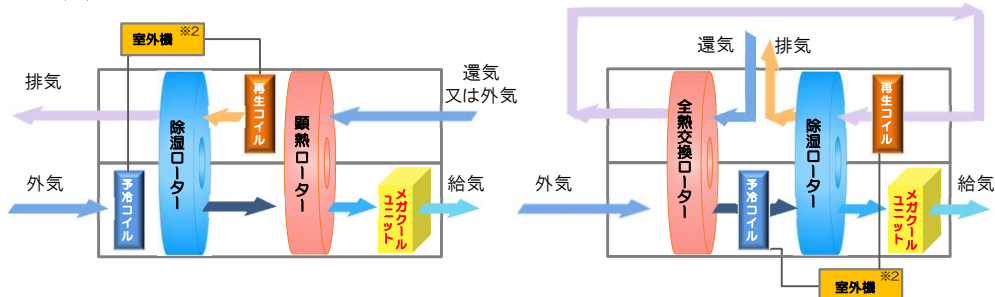 室外機 ※2
排気
還気
又は外気
再生コイル
除湿ローター
顕熱ローター
外気
予冷コイル
メガクール
ユニット
給気
還気
排気
全熱交換ローター
除湿ローター
再生コイル
外気
予冷コイル
メガクール
ユニット
給気
室外機 ※2